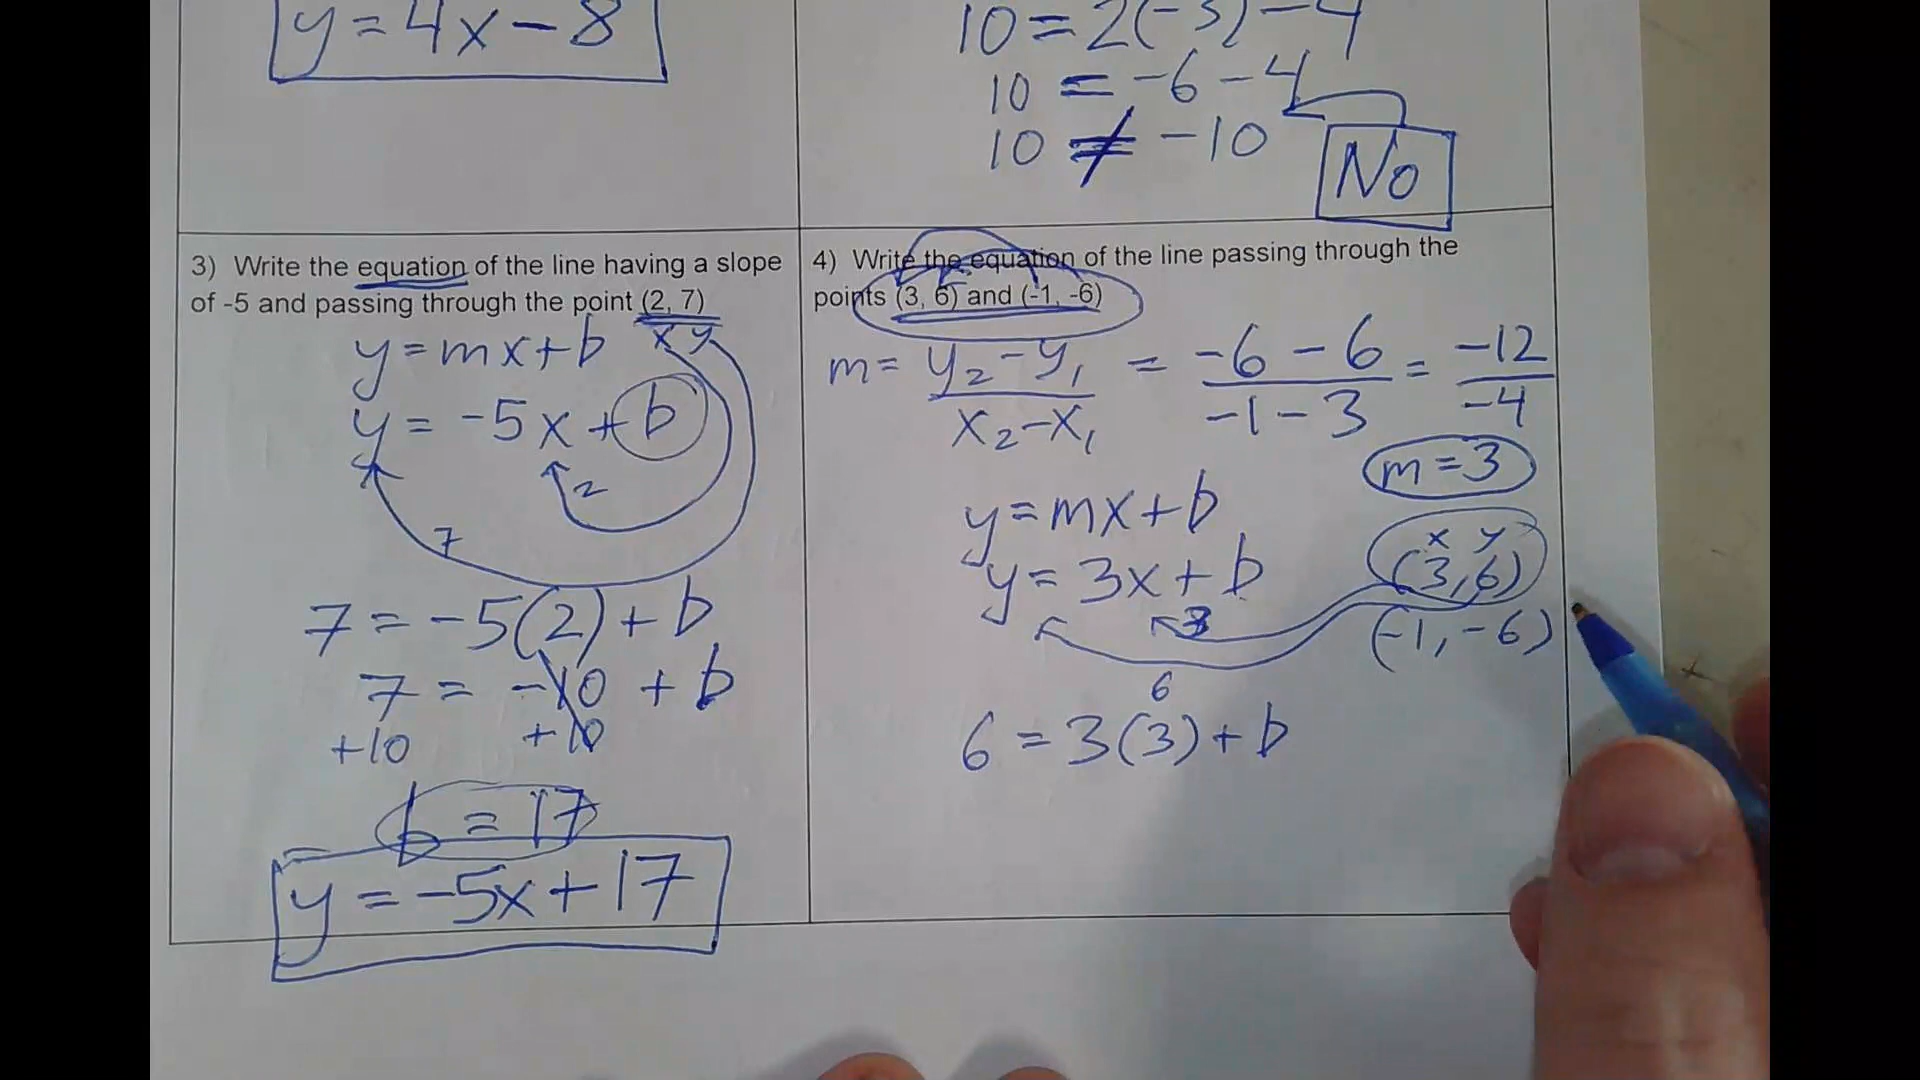 y = 4x - 8
10 = 2(-3) - 4
10 = -6 - 4
10 ≠ -10
No
3) Write the equation of the line having a slope
of -5 and passing through the point (2, 7)
x y
y = mx + b
y = -5x + b
2
7
7 = -5(2) + b
7 = -10 + b
+10 +10
b = 17
y = -5x + 17
4) Write the equation of the line passing through the
points (3, 6) and (-1, -6)
m = y₂ - y₁ / x₂ - x₁ = -6 - 6 / -1 - 3 = -12 / -4
m = 3
y = mx + b
x y
y = 3x + b
(3, 6)
3
(-1, -6)
6
6 = 3(3) + b